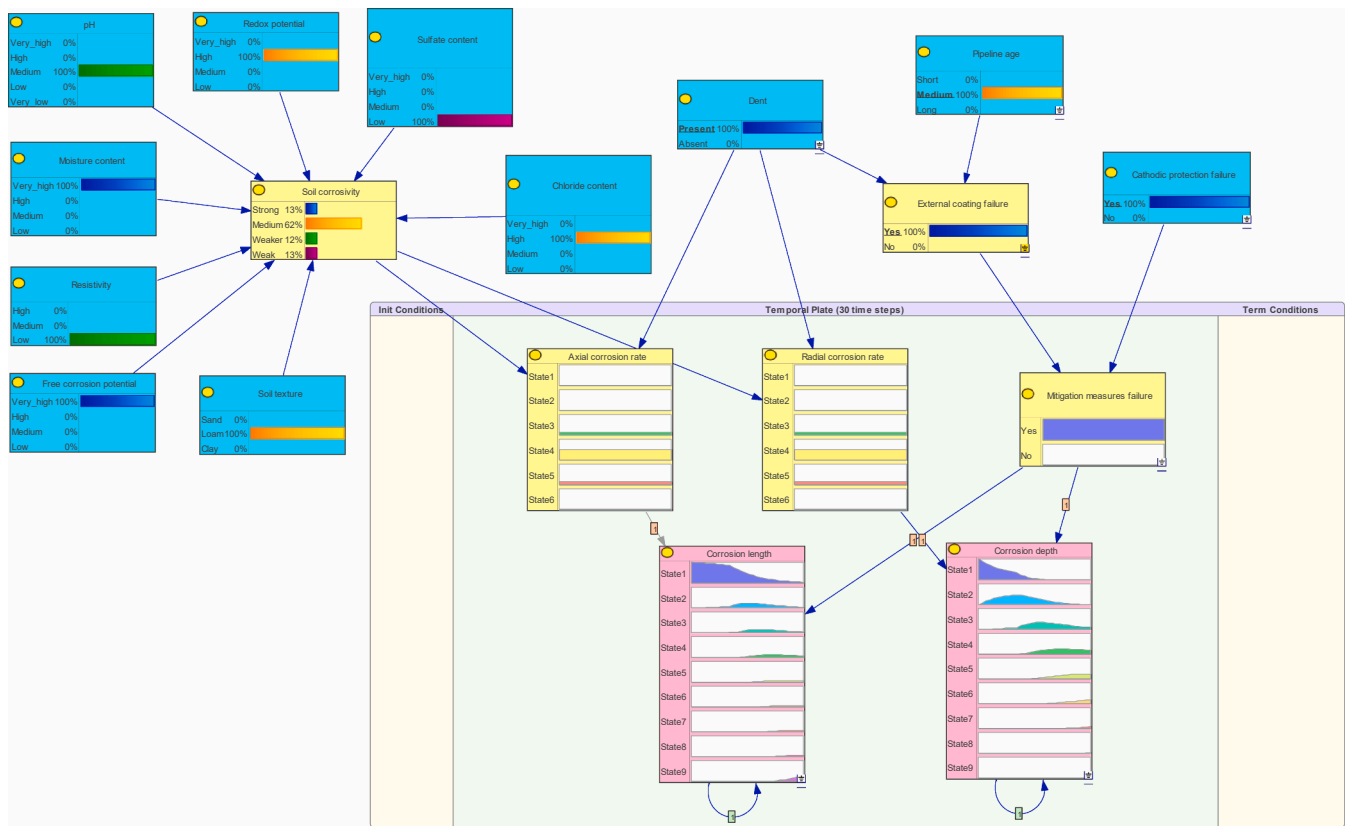 pH
Very_high 0%
High 0%
Medium 100%
Low 0%
Very_low 0%
Redox potential
Very_high 0%
High 100%
Medium 0%
Low 0%
Sulfate content
Very_high 0%
High 0%
Medium 0%
Low 100%
Dent
Present 100%
Absent 0%
Pipeline age
Short 0%
Medium 100%
Long 0%
Moisture content
Very_high 100%
High 0%
Medium 0%
Low 0%
Soil corrosivity
Strong 13%
Medium 62%
Weaker 12%
Weak 13%
Chloride content
Very_high 0%
High 100%
Medium 0%
Low 0%
External coating failure
Yes 100%
No 0%
Cathodic protection failure
Yes 100%
No 0%
Resistivity
High 0%
Medium 0%
Low 100%
Free corrosion potential
Very_high 100%
High 0%
Medium 0%
Low 0%
Soil texture
Sand 0%
Loam 100%
Clay 0%
Init Conditions
Temporal Plate (30 time steps)
Term Conditions
Axial corrosion rate
State1
State2
State3
State4
State5
State6
Radial corrosion rate
State1
State2
State3
State4
State5
State6
Mitigation measures failure
Yes
No
1
1
1
1
Corrosion length
State1
State2
State3
State4
State5
State6
State7
State8
State9
1
Corrosion depth
State1
State2
State3
State4
State5
State6
State7
State8
State9
1